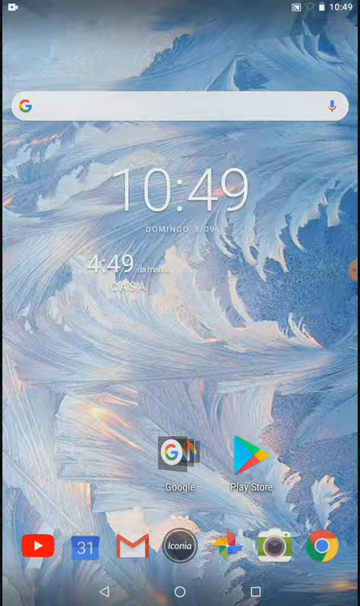 10:49
10:49
DOMINGO, 8/09
4:49 da manhã
CASA
Google
Play Store
31
Iconia